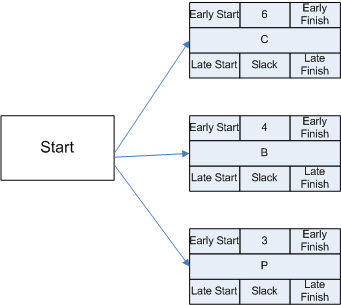 Early Start 6 Early Finish
C
Late Start Slack Late Finish
Start
Early Start 4 Early Finish
B
Late Start Slack Late Finish
Early Start 3 Early Finish
P
Late Start Slack Late Finish